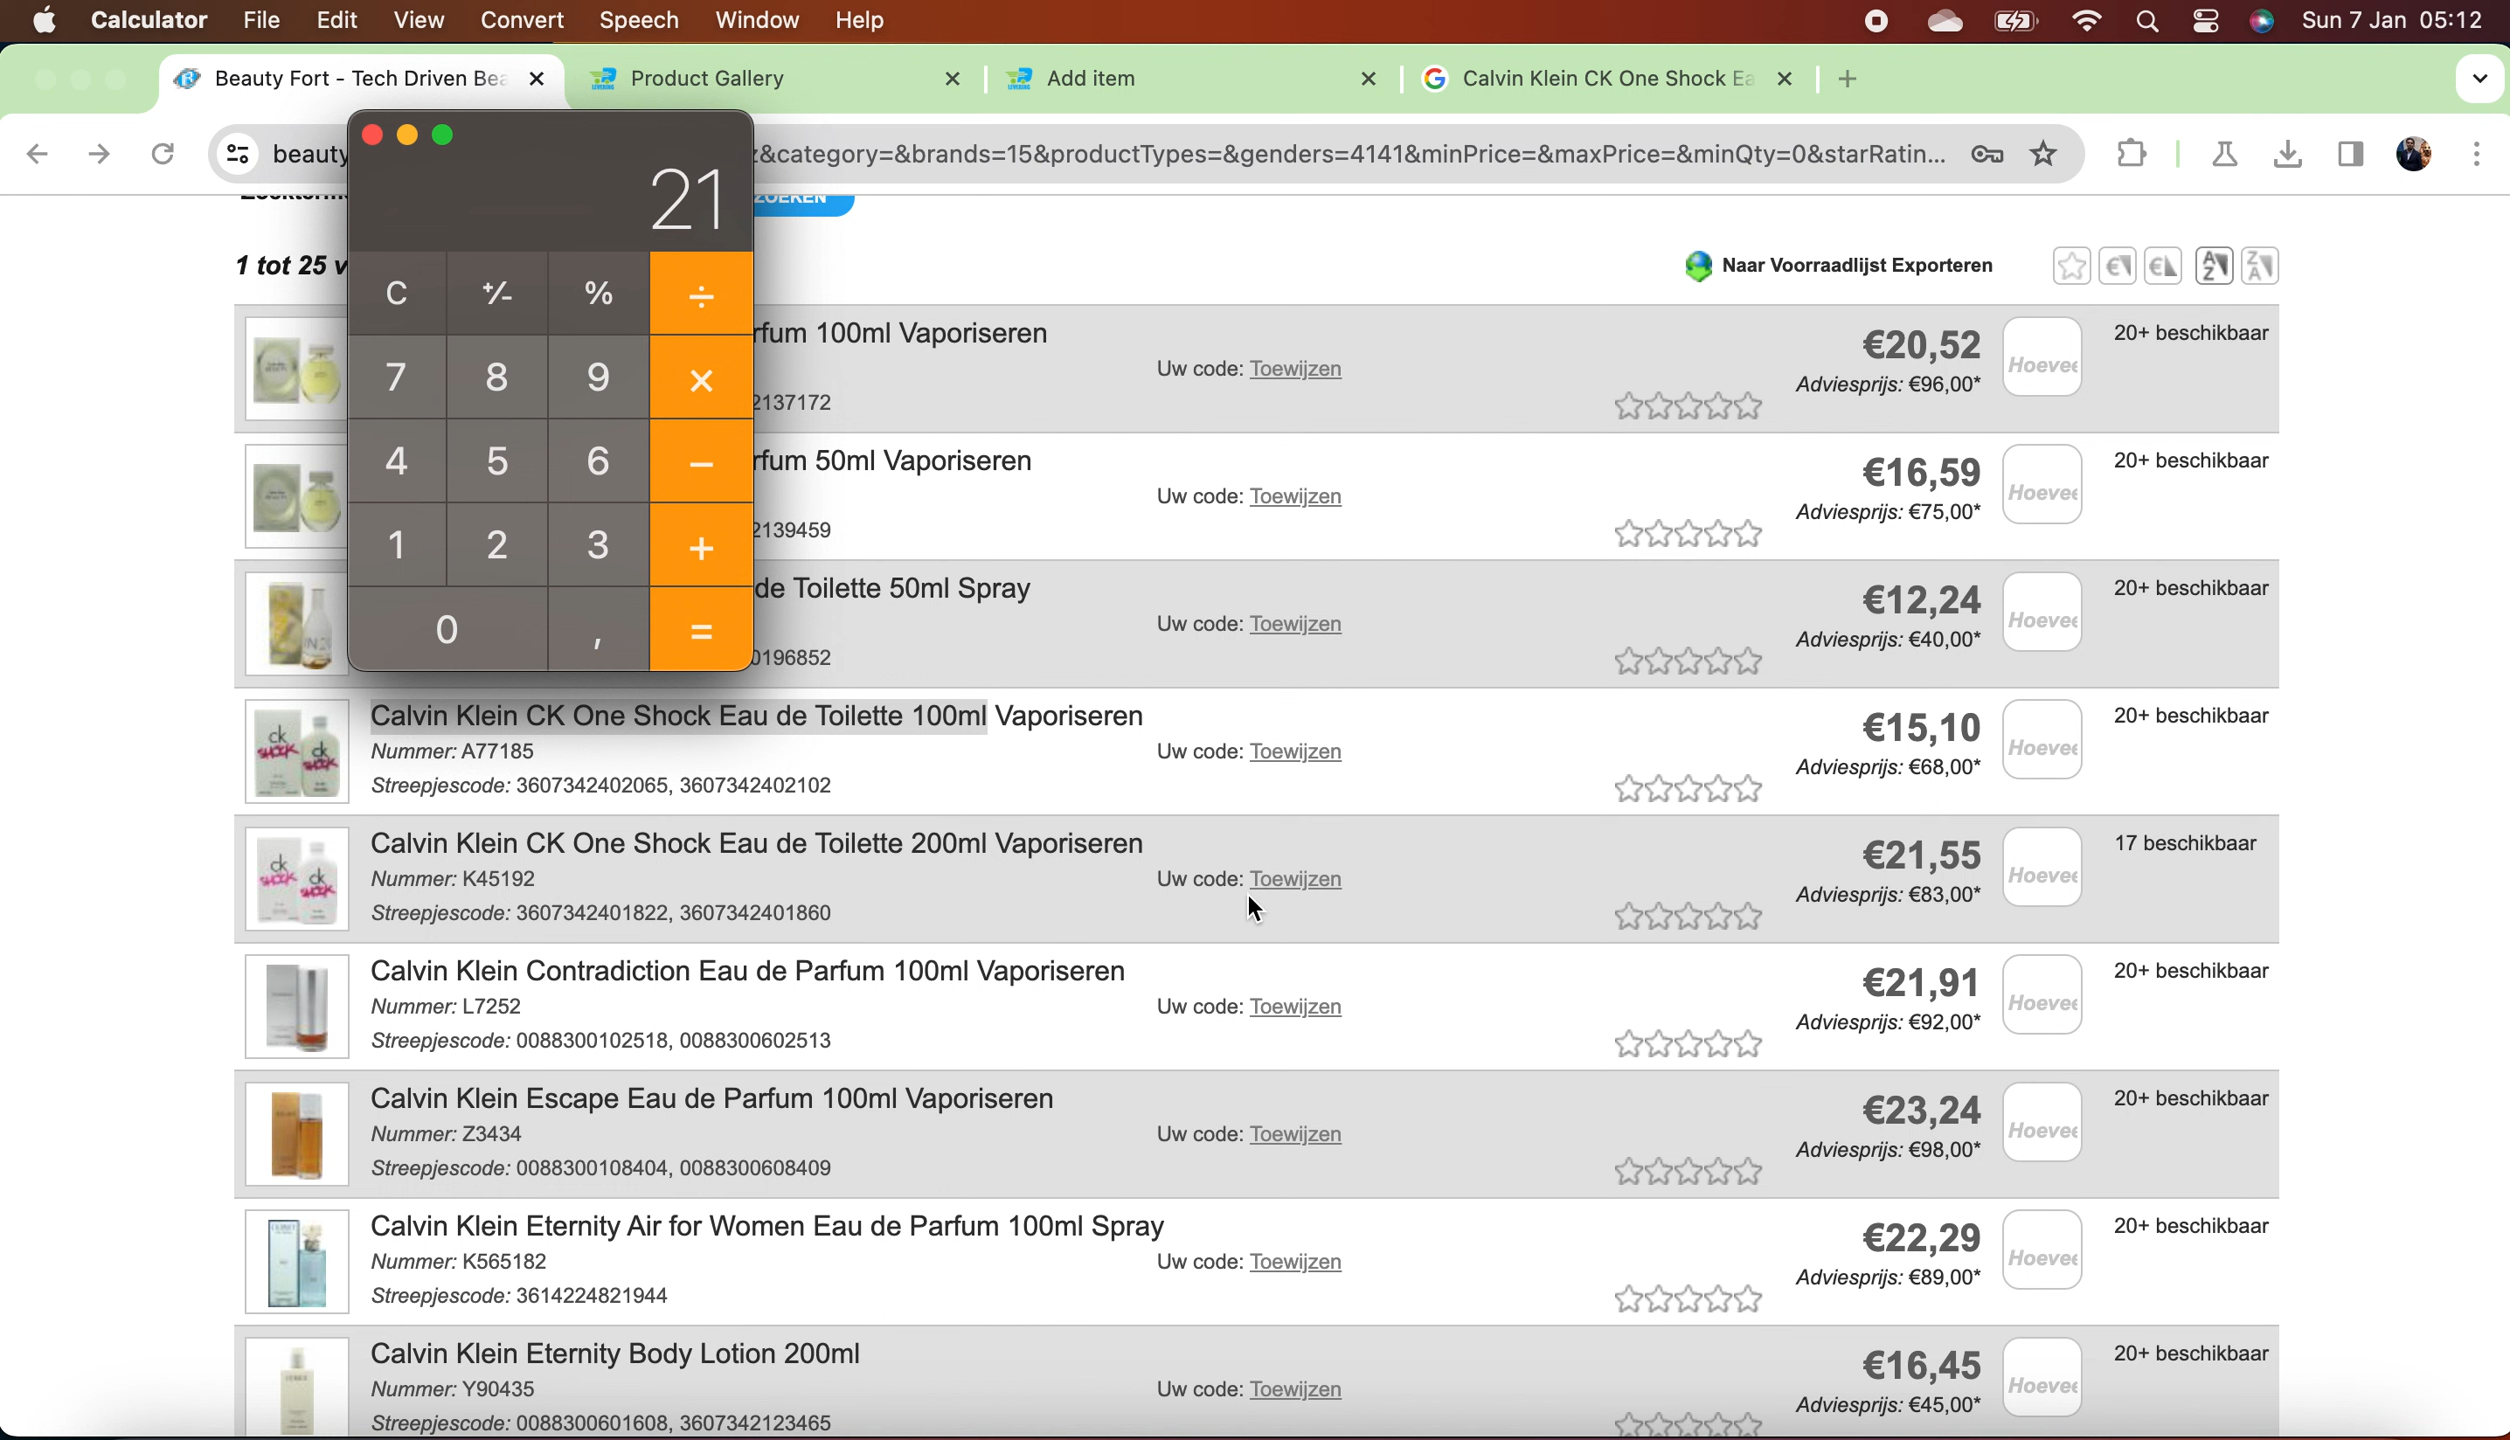 Calculator File Edit View Convert Speech Window Help Sun 7 Jan 05:12
Beauty Fort - Tech Driven Bea Product Gallery Add item Calvin Klein CK One Shock Ea
beauty z&category=&brands=15&productTypes=&genders=4141&minPrice=&maxPrice=&minQty=0&starRatin...
21
C +/- % ÷
7 8 9 ×
4 5 6 −
1 2 3 +
0 , =
ZOEKEN
1 tot 25 v
Naar Voorraadlijst Exporteren
rfum 100ml Vaporiseren
Uw code: Toewijzen
2137172
€20,52
Adviesprijs: €96,00*
Hoevee
20+ beschikbaar
rfum 50ml Vaporiseren
Uw code: Toewijzen
2139459
€16,59
Adviesprijs: €75,00*
Hoevee
20+ beschikbaar
de Toilette 50ml Spray
Uw code: Toewijzen
0196852
€12,24
Adviesprijs: €40,00*
Hoevee
20+ beschikbaar
Calvin Klein CK One Shock Eau de Toilette 100ml Vaporiseren
Nummer: A77185
Uw code: Toewijzen
Streepjescode: 3607342402065, 3607342402102
€15,10
Adviesprijs: €68,00*
Hoevee
20+ beschikbaar
Calvin Klein CK One Shock Eau de Toilette 200ml Vaporiseren
Nummer: K45192
Uw code: Toewijzen
Streepjescode: 3607342401822, 3607342401860
€21,55
Adviesprijs: €83,00*
Hoevee
17 beschikbaar
Calvin Klein Contradiction Eau de Parfum 100ml Vaporiseren
Nummer: L7252
Uw code: Toewijzen
Streepjescode: 0088300102518, 0088300602513
€21,91
Adviesprijs: €92,00*
Hoevee
20+ beschikbaar
Calvin Klein Escape Eau de Parfum 100ml Vaporiseren
Nummer: Z3434
Uw code: Toewijzen
Streepjescode: 0088300108404, 0088300608409
€23,24
Adviesprijs: €98,00*
Hoevee
20+ beschikbaar
Calvin Klein Eternity Air for Women Eau de Parfum 100ml Spray
Nummer: K565182
Uw code: Toewijzen
Streepjescode: 3614224821944
€22,29
Adviesprijs: €89,00*
Hoevee
20+ beschikbaar
Calvin Klein Eternity Body Lotion 200ml
Nummer: Y90435
Uw code: Toewijzen
Streepjescode: 0088300601608, 3607342123465
€16,45
Adviesprijs: €45,00*
Hoevee
20+ beschikbaar